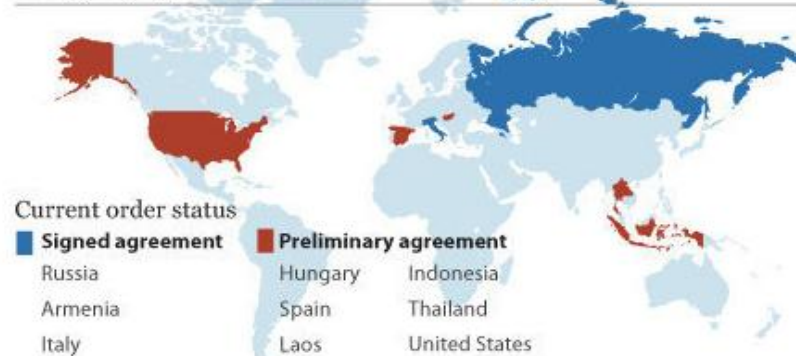 Current order status
Signed agreement
Preliminary agreement
Russia
Hungary
Indonesia
Armenia
Spain
Thailand
Italy
Laos
United States